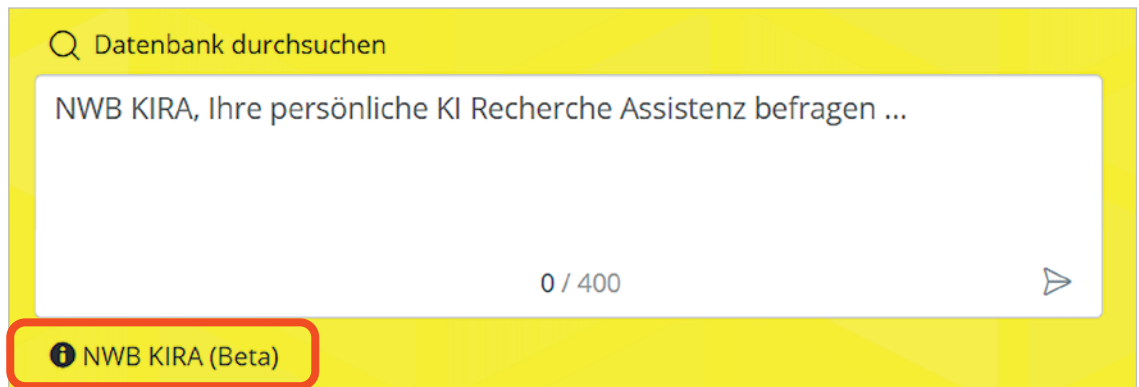 Datenbank durchsuchen
NWB KIRA, Ihre persönliche KI Recherche Assistenz befragen ...
0 / 400
NWB KIRA (Beta)